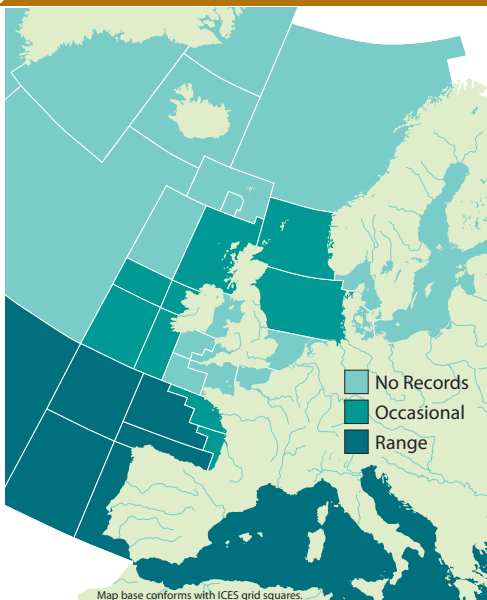 No Records
Occasional
Range
Map base conforms with ICES grid squares.